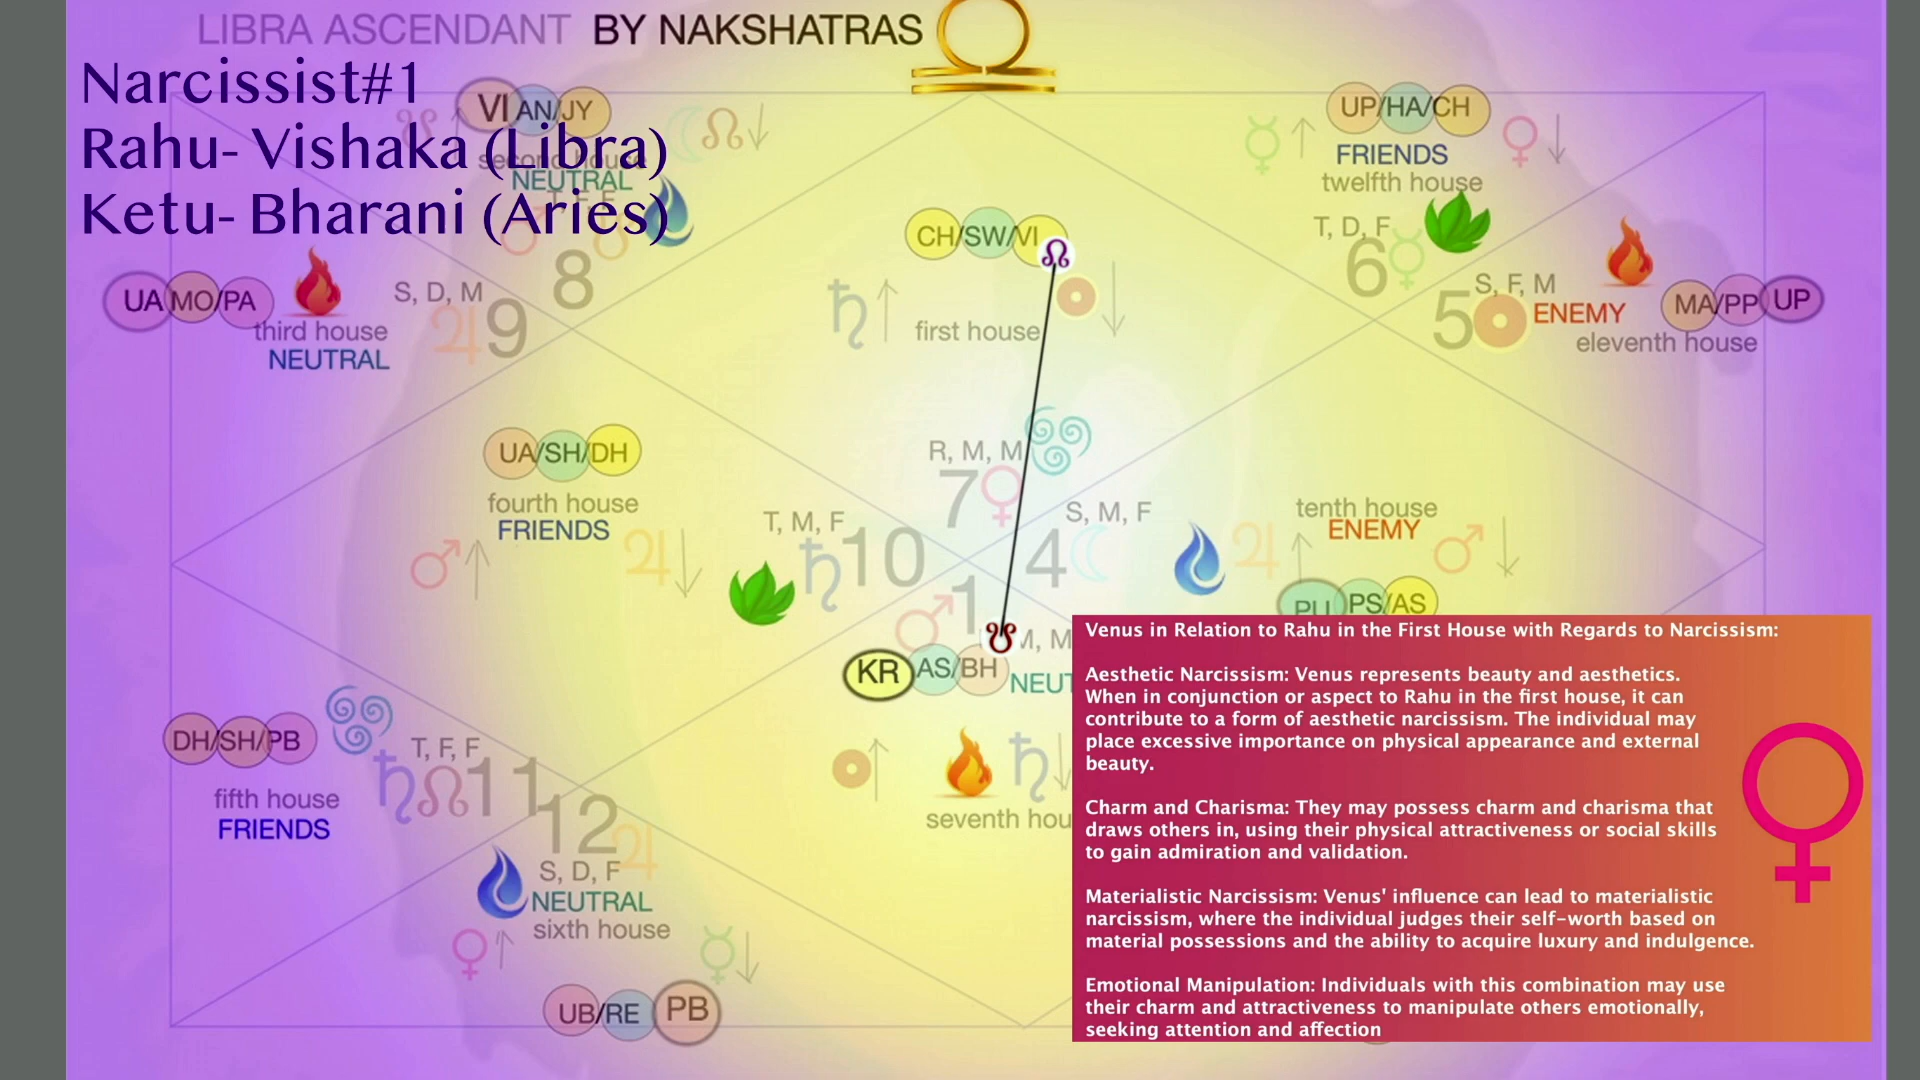 LIBRA ASCENDANT BY NAKSHATRAS
Narcissist#1
Rahu- Vishaka (Libra)
Ketu- Bharani (Aries)
VI AN/JY
second house
NEUTRAL
8
UA MO/PA
third house
NEUTRAL
S, D, M
9
CH/SW/VI
first house
UP/HA/CH
FRIENDS
twelfth house
T, D, F
6
S, F, M
5
ENEMY
eleventh house
MA/PP UP
UA/SH/DH
fourth house
FRIENDS
T, M, F
10
R, M, M
7
S, M, F
4
tenth house
ENEMY
PU PS/AS
1
M, M
KR AS/BH
NEUT
seventh hou
DH/SH/PB
fifth house
FRIENDS
T, F, F
11
12
S, D, F
NEUTRAL
sixth house
UB/RE PB
Venus in Relation to Rahu in the First House with Regards to Narcissism:
Aesthetic Narcissism: Venus represents beauty and aesthetics.
When in conjunction or aspect to Rahu in the first house, it can
contribute to a form of aesthetic narcissism. The individual may
place excessive importance on physical appearance and external
beauty.
Charm and Charisma: They may possess charm and charisma that
draws others in, using their physical attractiveness or social skills
to gain admiration and validation.
Materialistic Narcissism: Venus' influence can lead to materialistic
narcissism, where the individual judges their self-worth based on
material possessions and the ability to acquire luxury and indulgence.
Emotional Manipulation: Individuals with this combination may use
their charm and attractiveness to manipulate others emotionally,
seeking attention and affection